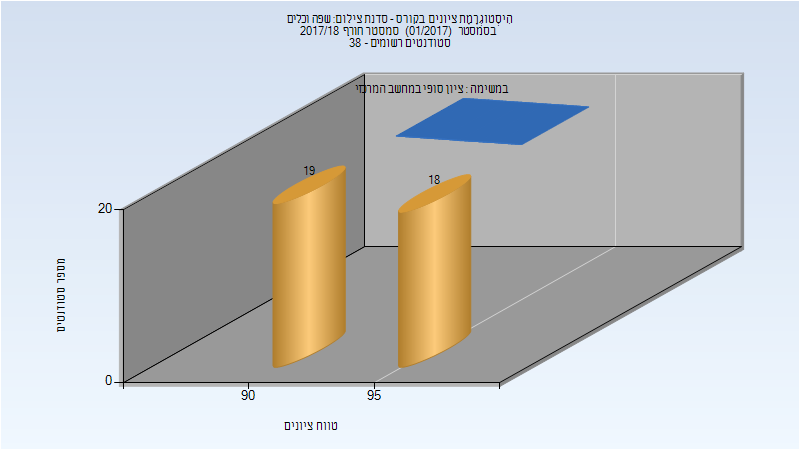 היסטוגרמת ציונים בקורס - סדנת צילום: שפה וכלים
בסמסטר (01/2017) סמסטר חורף 2017/18
סטודנטים רשומים - 38
במשימה : ציון סופי במחשב המרכזי
19
18
20
0
מספר סטודנטים
90
95
טווח ציונים